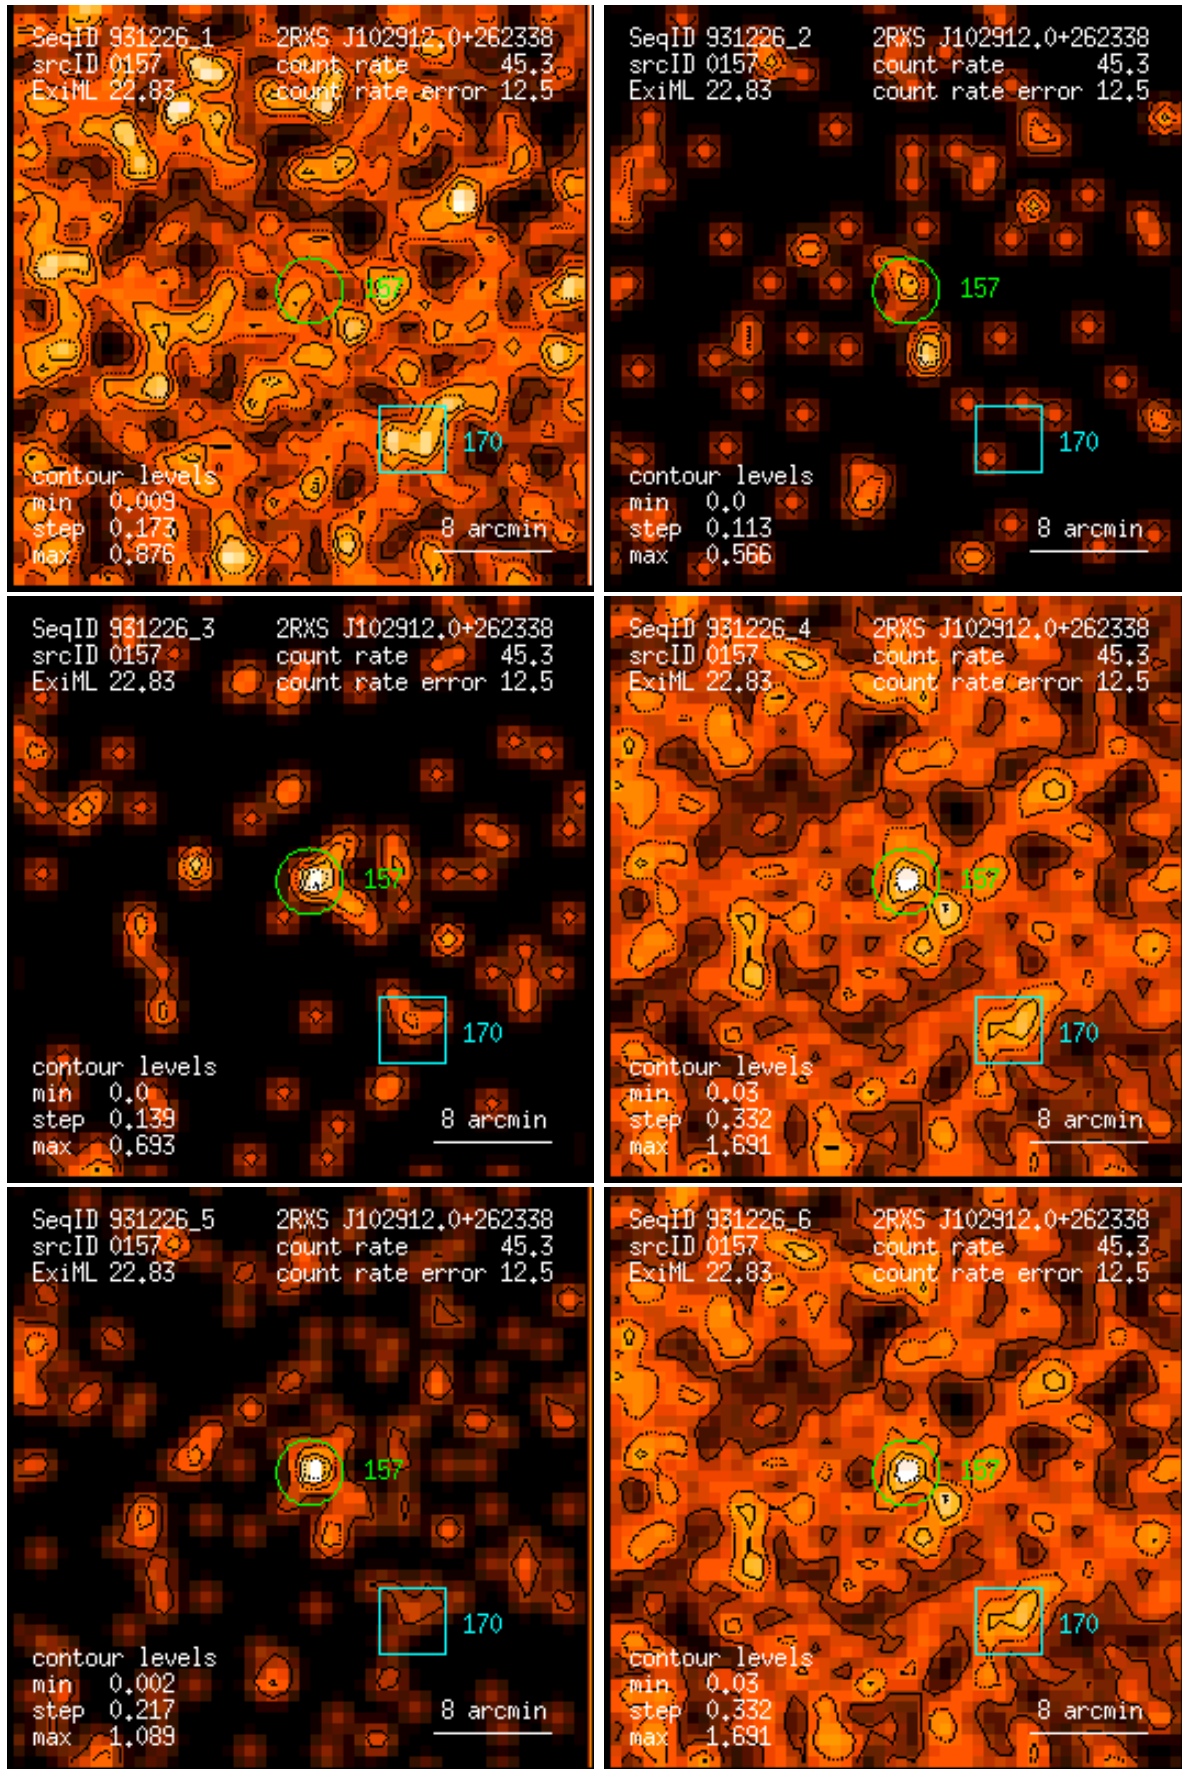 SeqID 931226_1 2RXS J102912.0+262338
srcID 0157 count rate 45.3
ExiML 22.83 count rate error 12.5
157
170
contour levels
min 0.009
step 0.173
max 0.876
8 arcmin
SeqID 931226_2 2RXS J102912.0+262338
srcID 0157 count rate 45.3
ExiML 22.83 count rate error 12.5
157
170
contour levels
min 0.0
step 0.113
max 0.566
8 arcmin
SeqID 931226_3 2RXS J102912.0+262338
srcID 0157 count rate 45.3
ExiML 22.83 count rate error 12.5
157
170
contour levels
min 0.0
step 0.139
max 0.693
8 arcmin
SeqID 931226_4 2RXS J102912.0+262338
srcID 0157 count rate 45.3
ExiML 22.83 count rate error 12.5
157
170
contour levels
min 0.03
step 0.332
max 1.691
8 arcmin
SeqID 931226_5 2RXS J102912.0+262338
srcID 0157 count rate 45.3
ExiML 22.83 count rate error 12.5
157
170
contour levels
min 0.002
step 0.217
max 1.089
8 arcmin
SeqID 931226_6 2RXS J102912.0+262338
srcID 0157 count rate 45.3
ExiML 22.83 count rate error 12.5
157
170
contour levels
min 0.03
step 0.332
max 1.691
8 arcmin